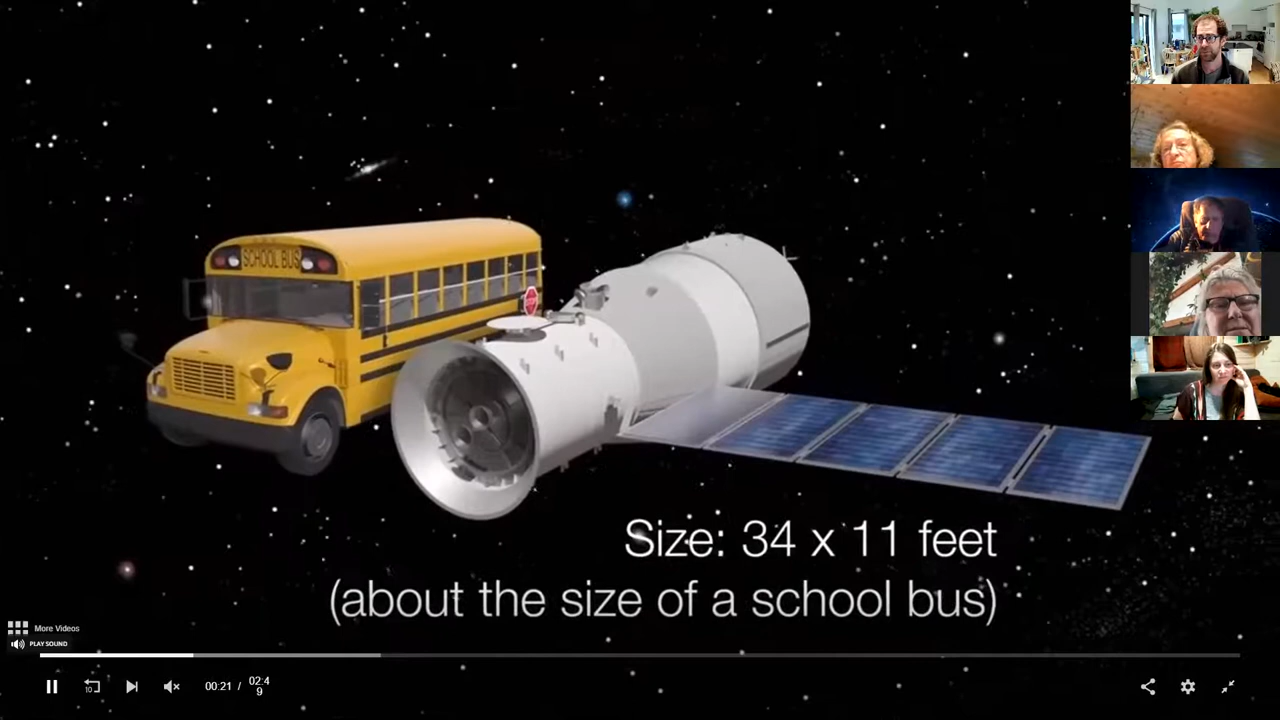 SCHOOL BUS
STOP
Size: 34 x 11 feet
(about the size of a school bus)
More Videos
PLAY SOUND
10
00:21 / 02:4
9